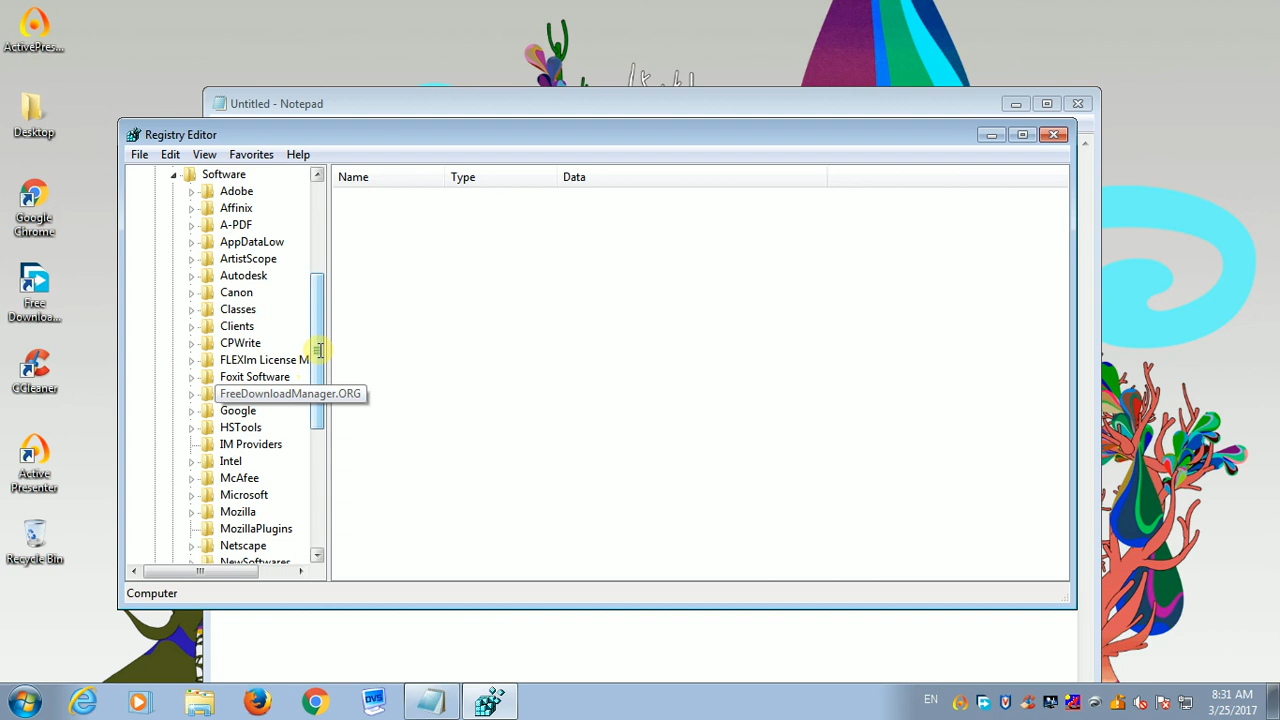 ActivePres...
Desktop
Google
Chrome
Free
Downloa...
CCleaner
Active
Presenter
Recycle Bin
Untitled - Notepad
Registry Editor
File Edit View Favorites Help
Software
Adobe
Affinix
A-PDF
AppDataLow
ArtistScope
Autodesk
Canon
Classes
Clients
CPWrite
FLEXlm License M
Foxit Software
FreeDownloadManager.ORG
Google
HSTools
IM Providers
Intel
McAfee
Microsoft
Mozilla
MozillaPlugins
Netscape
NewSoftwares
Name Type Data
Computer
DVS
EN
8:31 AM
3/25/2017